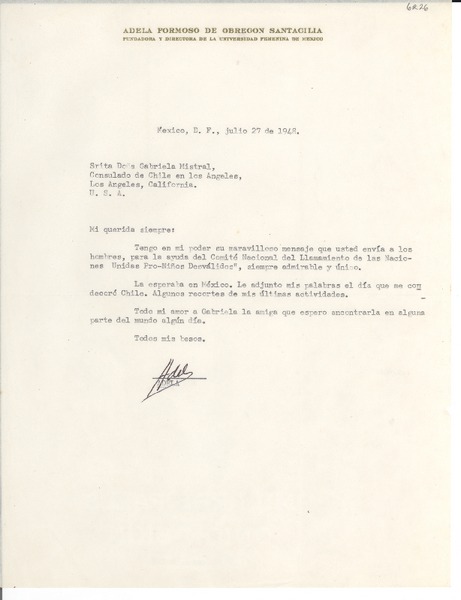 6R26
ADELA FORMOSO DE OBREGON SANTACILIA
FUNDADORA Y DIRECTORA DE LA UNIVERSIDAD FEMENINA DE MEXICO
Mexico, D. F., julio 27 de 1948.
Srita Doña Gabriela Mistral,
Consulado de Chile en los Angeles,
Los Angeles, California.
U. S. A.
Mi querida siempre:
Tengo en mi poder su maravilloso mensaje que usted envía a los
hombres, para la ayuda del Comité Nacional del Llamamiento de las Nacio-
nes Unidas Pro-Niños Desválidos", siempre admirable y único.
La esperaba en México. Le adjunto mis palabras el día que me con
decoró Chile. Algunos recortes de mis últimas actividades.
Todo mi amor a Gabriela la amiga que espero encontrarla en alguna
parte del mundo algún día.
Todos mis besos.
Adela